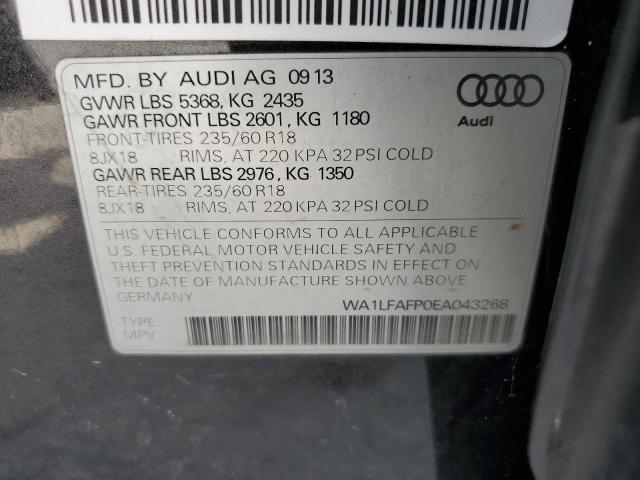 MFD. BY AUDI AG 09 13
GVWR LBS 5368, KG 2435
GAWR FRONT LBS 2601, KG 1180
FRONT-TIRES 235/60 R18
8JX18 RIMS, AT 220 KPA 32 PSI COLD
GAWR REAR LBS 2976, KG 1350
REAR-TIRES 235/60 R18
8JX18 RIMS, AT 220 KPA 32 PSI COLD
Audi
THIS VEHICLE CONFORMS TO ALL APPLICABLE
U.S. FEDERAL MOTOR VEHICLE SAFETY AND
THEFT PREVENTION STANDARDS IN EFFECT ON
THE DATE OF MANUFACTURE SHOWN ABOVE.
GERMANY
WA1LFAFP0EA043268
TYPE
MPV